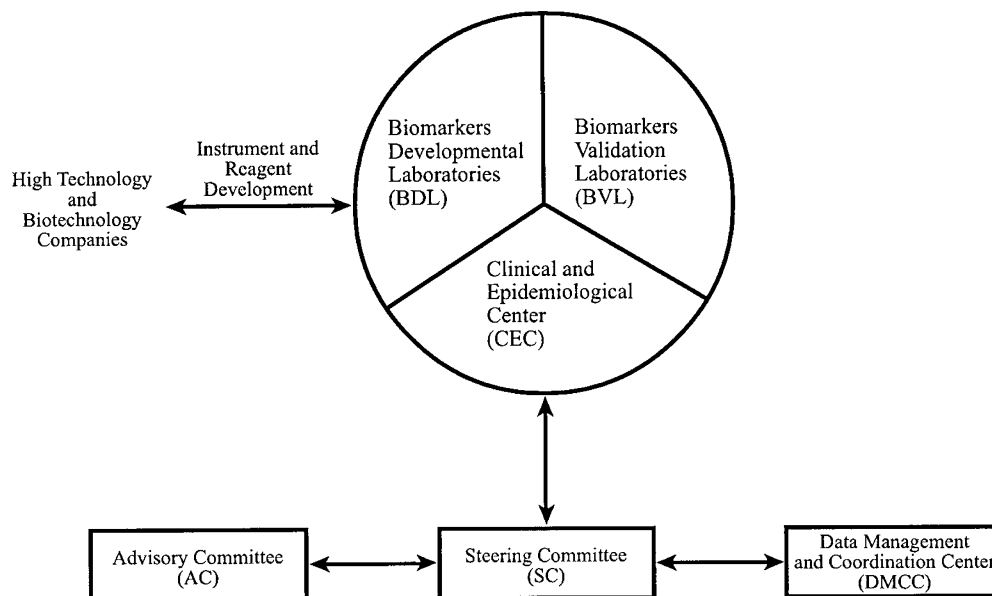 Biomarkers
Developmental
Laboratories
(BDL)
Biomarkers
Validation
Laboratories
(BVL)
Instrument and
Reagent
Development
High Technology
and
Biotechnology
Companies
Clinical and
Epidemiological
Center
(CEC)
Advisory Committee
(AC)
Steering Committee
(SC)
Data Management
and Coordination Center
(DMCC)